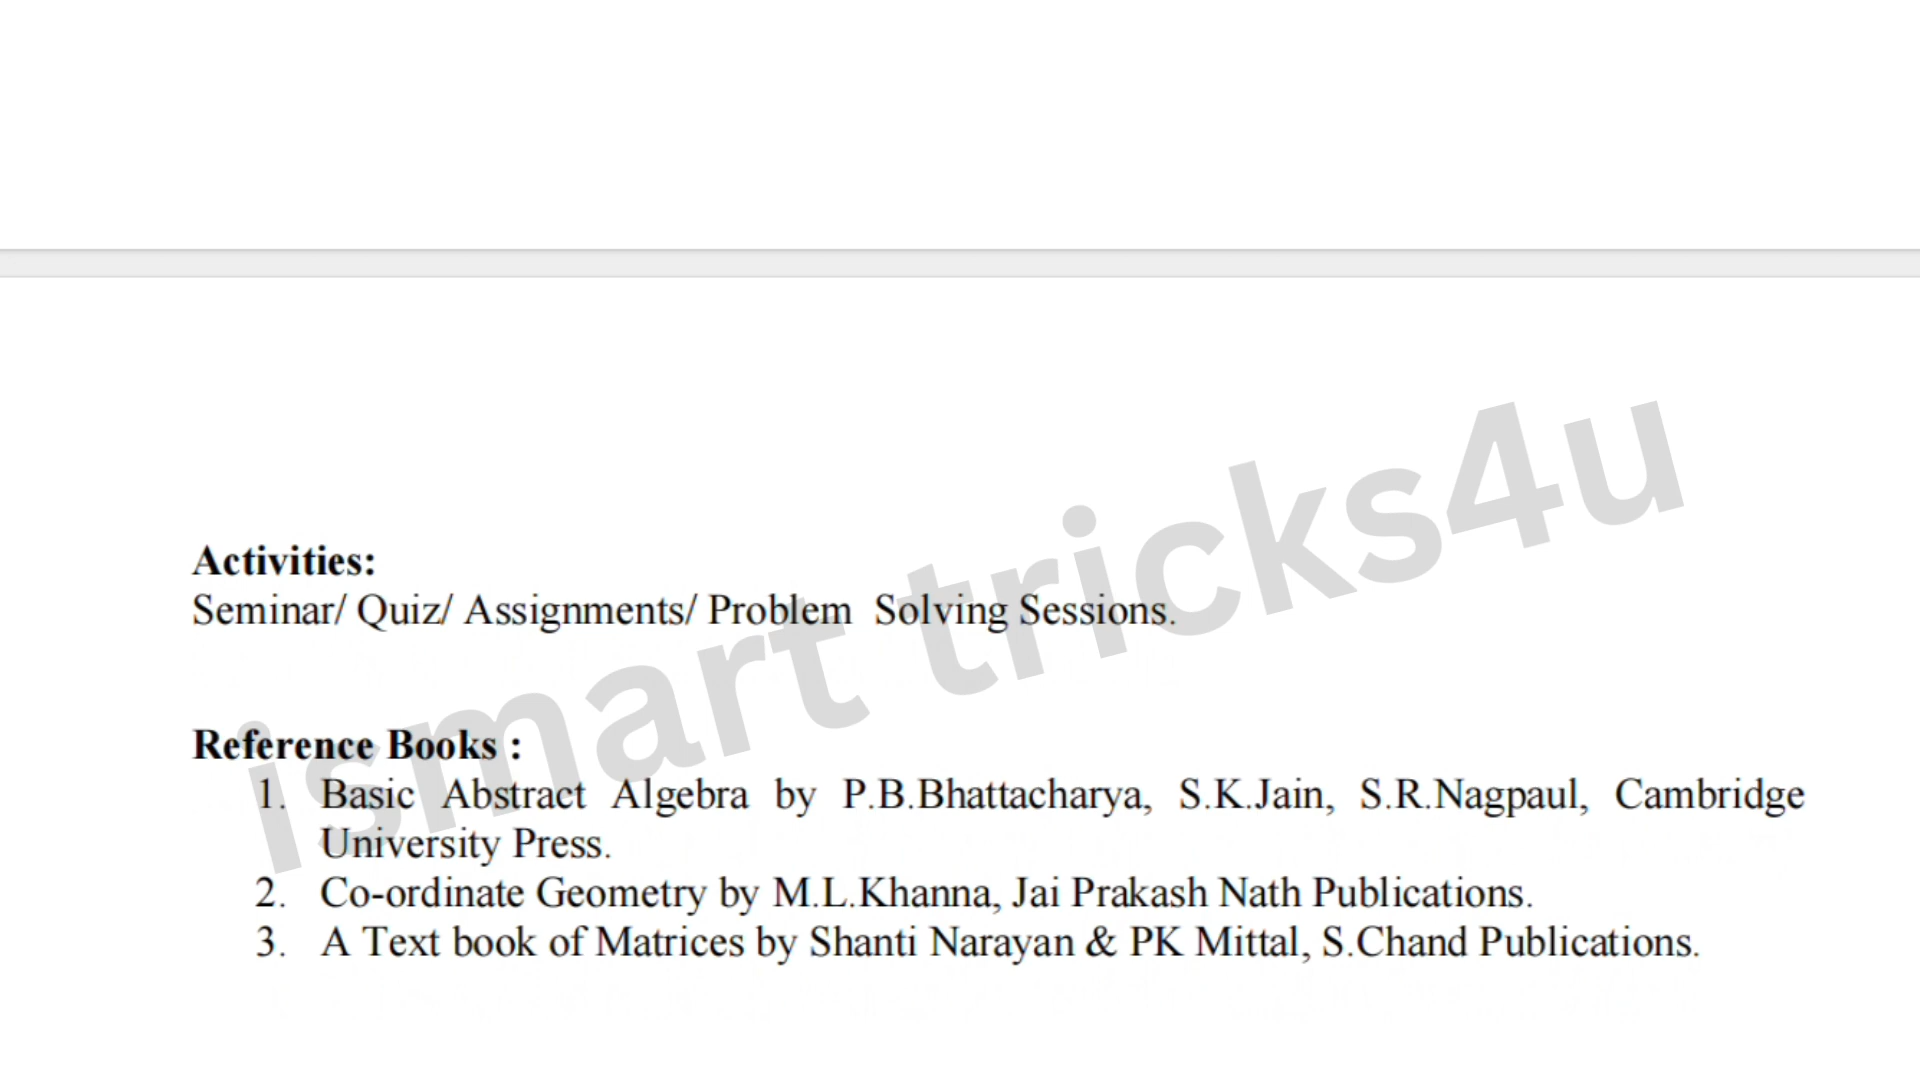 Activities:
Seminar/ Quiz/ Assignments/ Problem Solving Sessions.
Reference Books :
1. Basic Abstract Algebra by P.B.Bhattacharya, S.K.Jain, S.R.Nagpaul, Cambridge
University Press.
2. Co-ordinate Geometry by M.L.Khanna, Jai Prakash Nath Publications.
3. A Text book of Matrices by Shanti Narayan & PK Mittal, S.Chand Publications.
ismart tricks4u